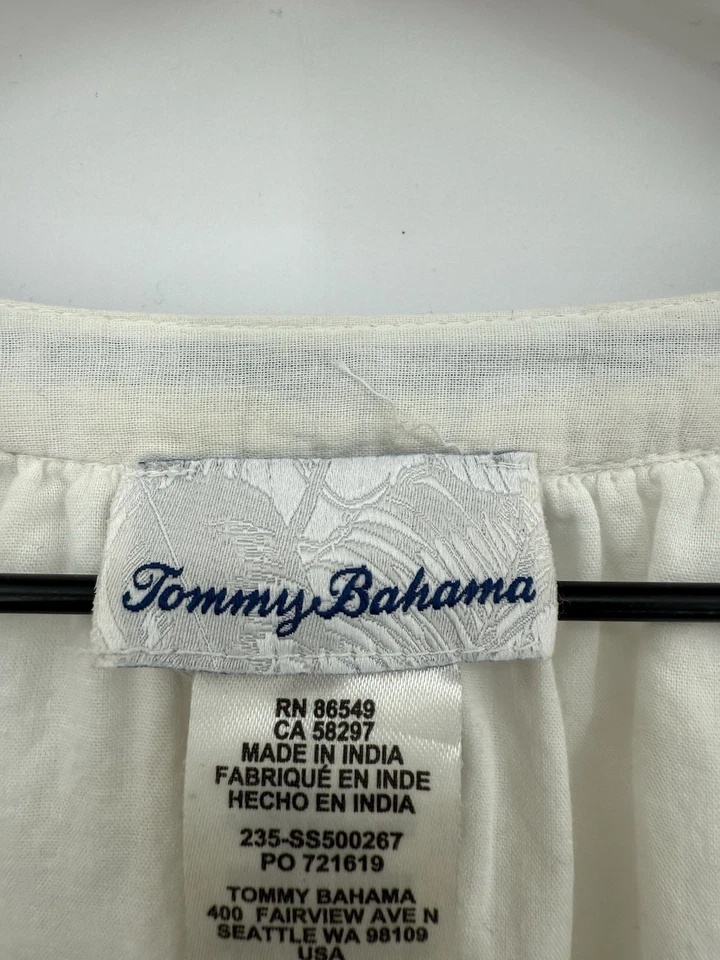 Tommy Bahama
RN 86549
CA 58297
MADE IN INDIA
FABRIQUÉ EN INDE
HECHO EN INDIA
235-SS500267
PO 721619
TOMMY BAHAMA
400 FAIRVIEW AVE N
SEATTLE WA 98109
USA